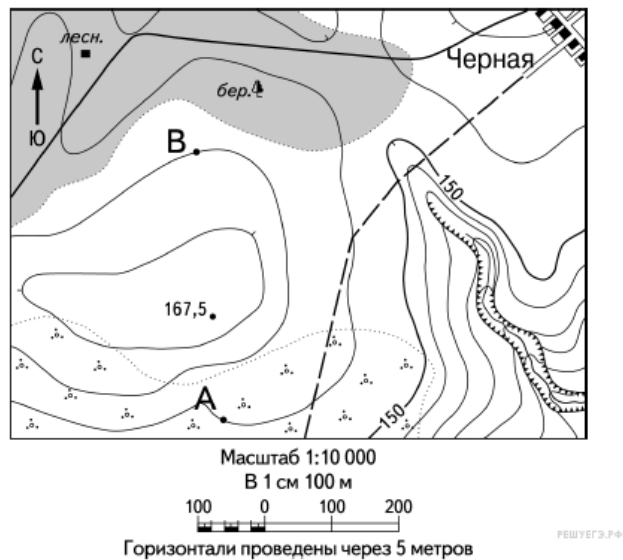 лесн.
С
Ю
Черная
бер.
В
150
167,5
А
150
Масштаб 1:10 000
В 1 см 100 м
100 0 100 200
Горизонтали проведены через 5 метров
РЕШУЕГЭ.РФ